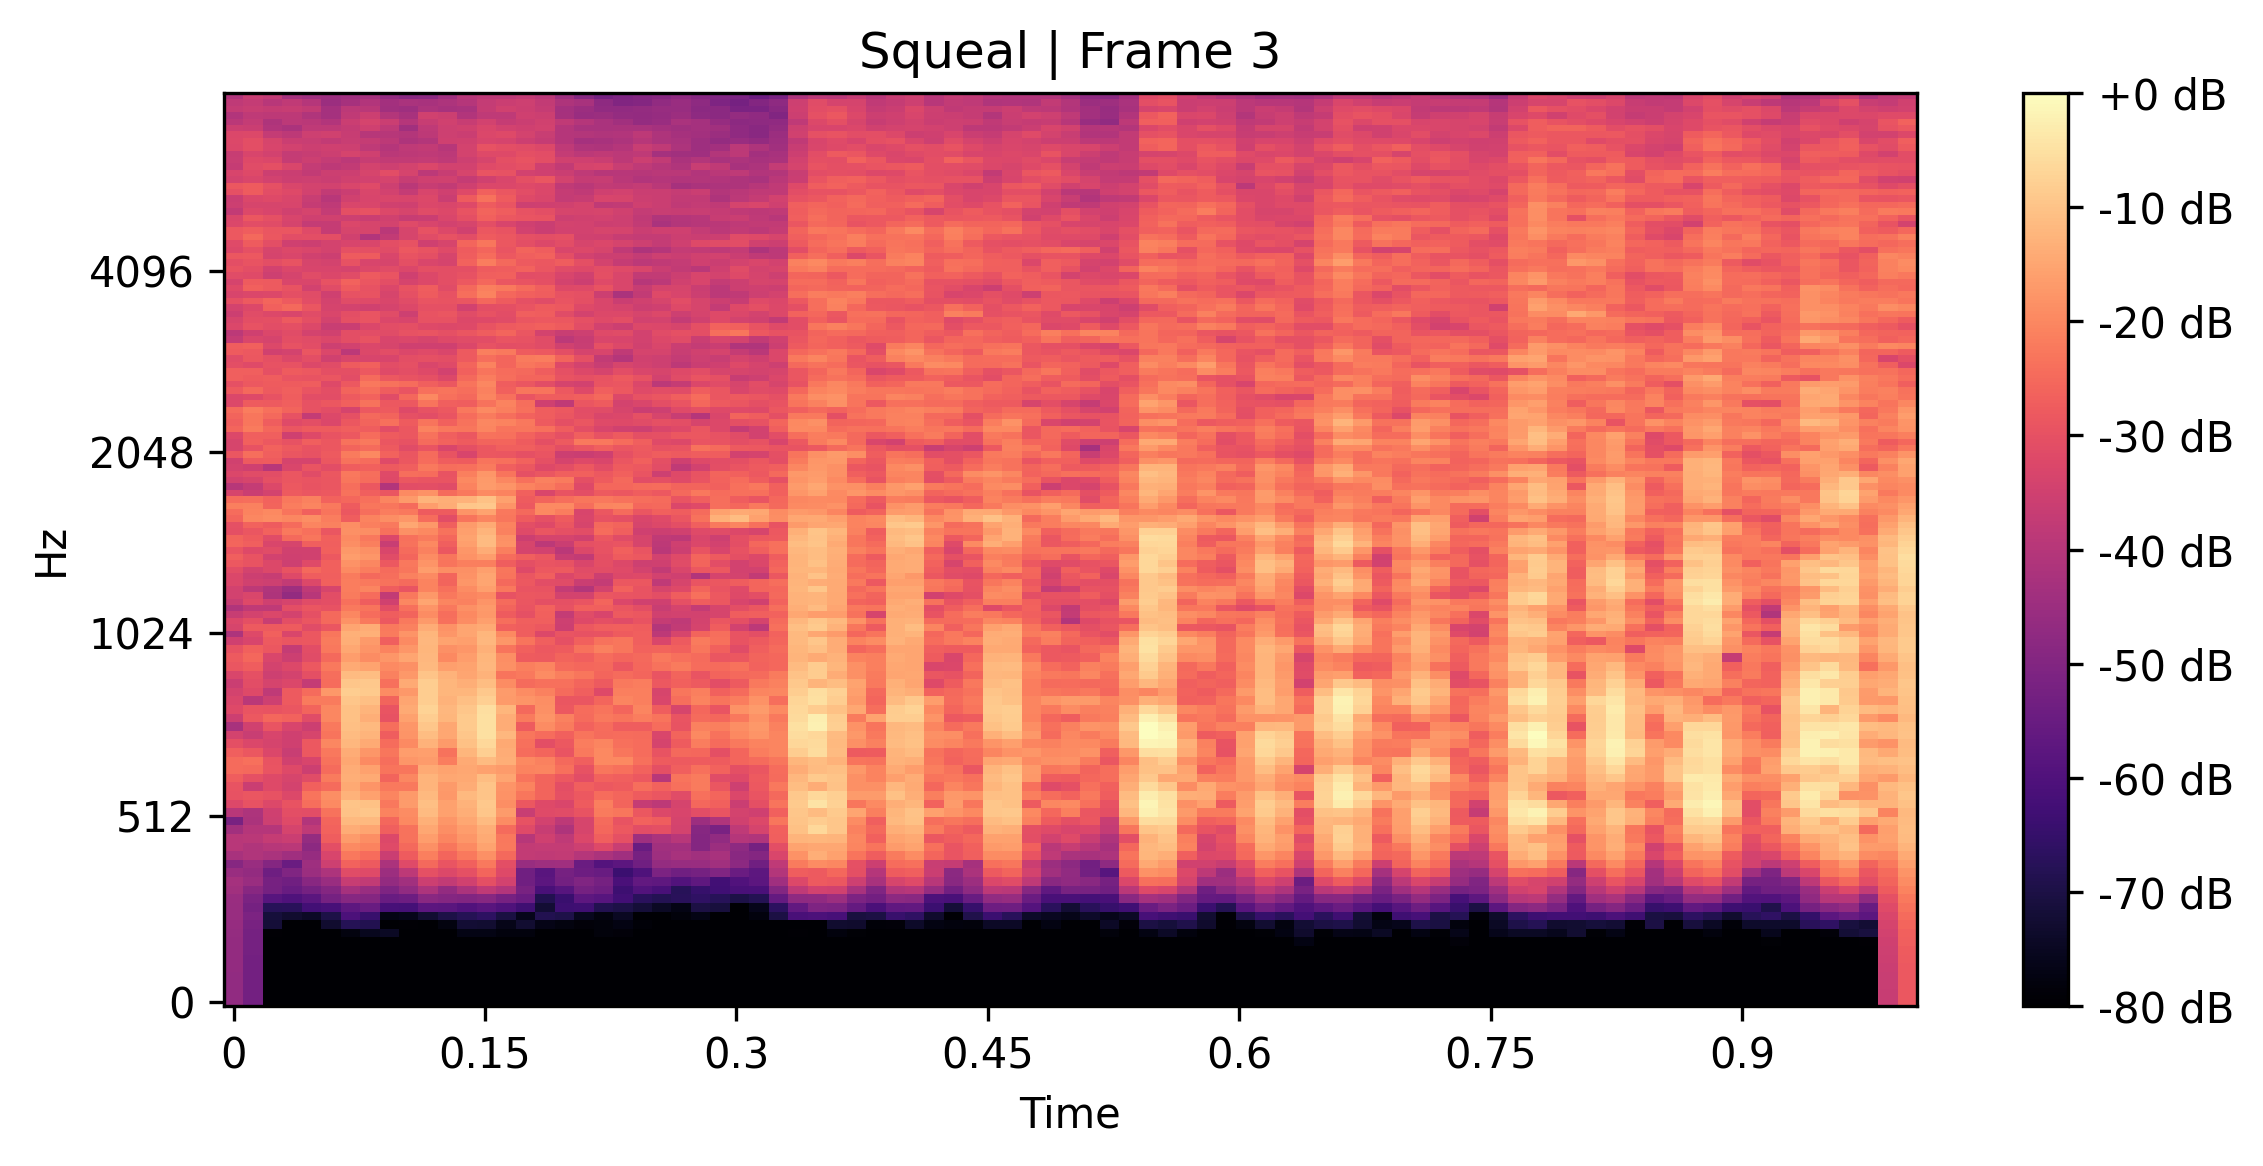 Squeal | Frame 3
+0 dB
-10 dB
-20 dB
-30 dB
-40 dB
-50 dB
-60 dB
-70 dB
-80 dB
Hz
4096
2048
1024
512
0
0 0.15 0.3 0.45 0.6 0.75 0.9
Time